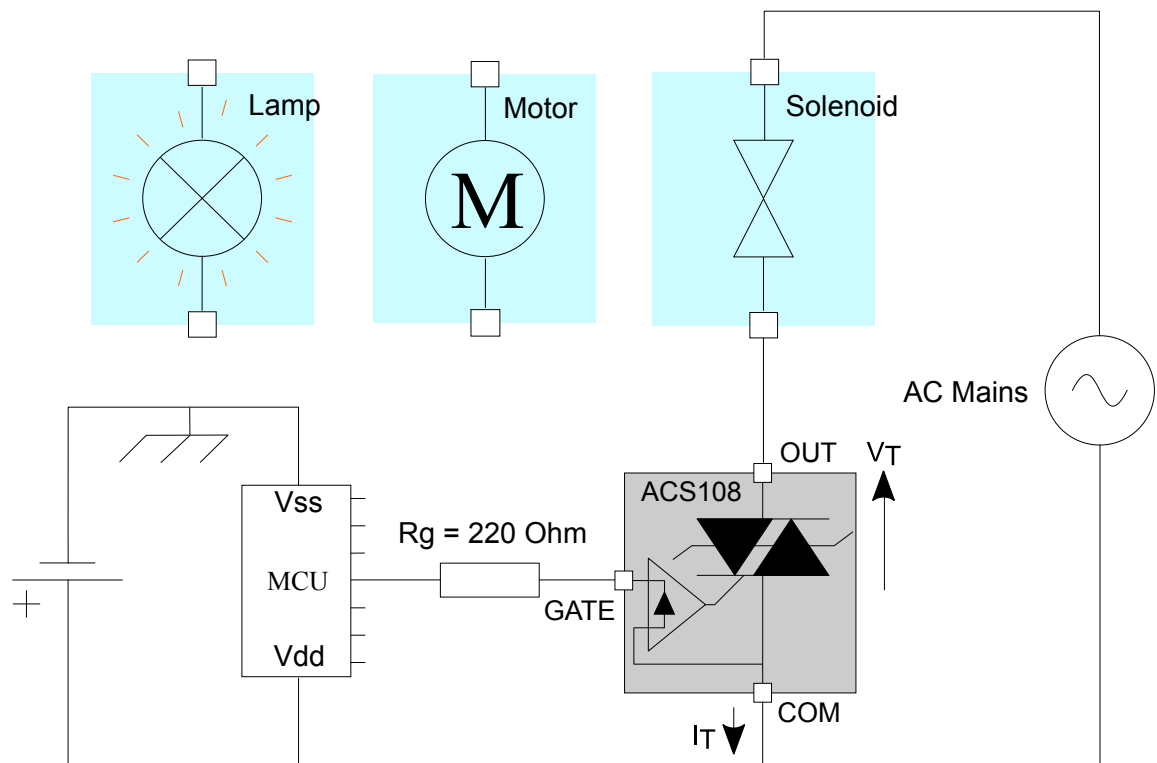 Lamp
Motor
Solenoid
M
AC Mains
OUT
VT
ACS108
Vss
Rg = 220 Ohm
MCU
GATE
+
Vdd
COM
IT